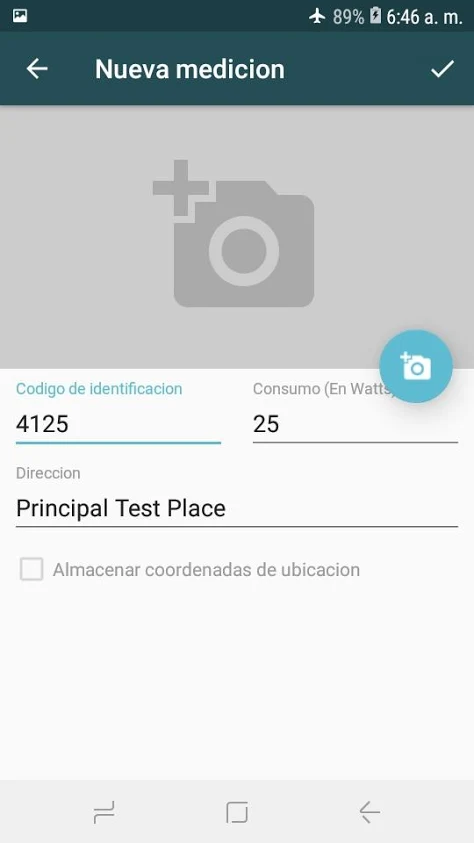 89% 6:46 a. m.
Nueva medicion
Codigo de identificacion
Consumo (En Watts)
4125
25
Direccion
Principal Test Place
Almacenar coordenadas de ubicacion